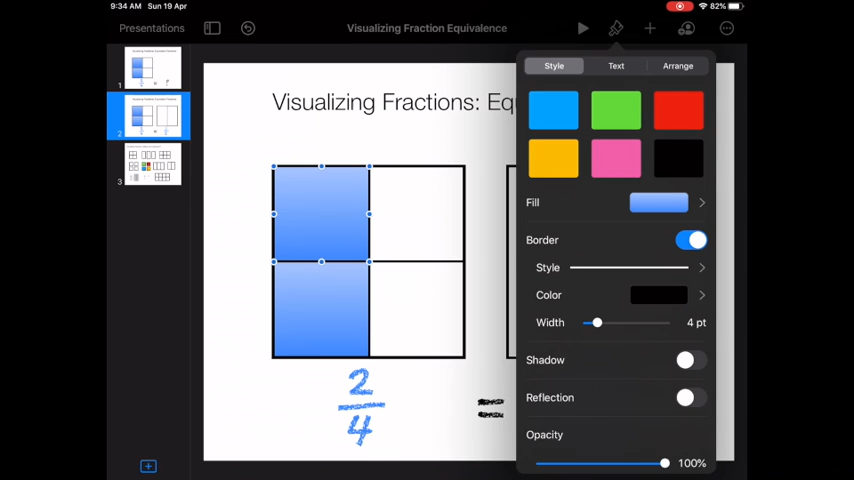 9:34 AM Sun 19 Apr
82%
Presentations
Visualizing Fraction Equivalence
1
2
3
Visualizing Fractions: Eq
2
4
=
Style Text Arrange
Fill
Border
Style
Color
Width 4 pt
Shadow
Reflection
Opacity
100%